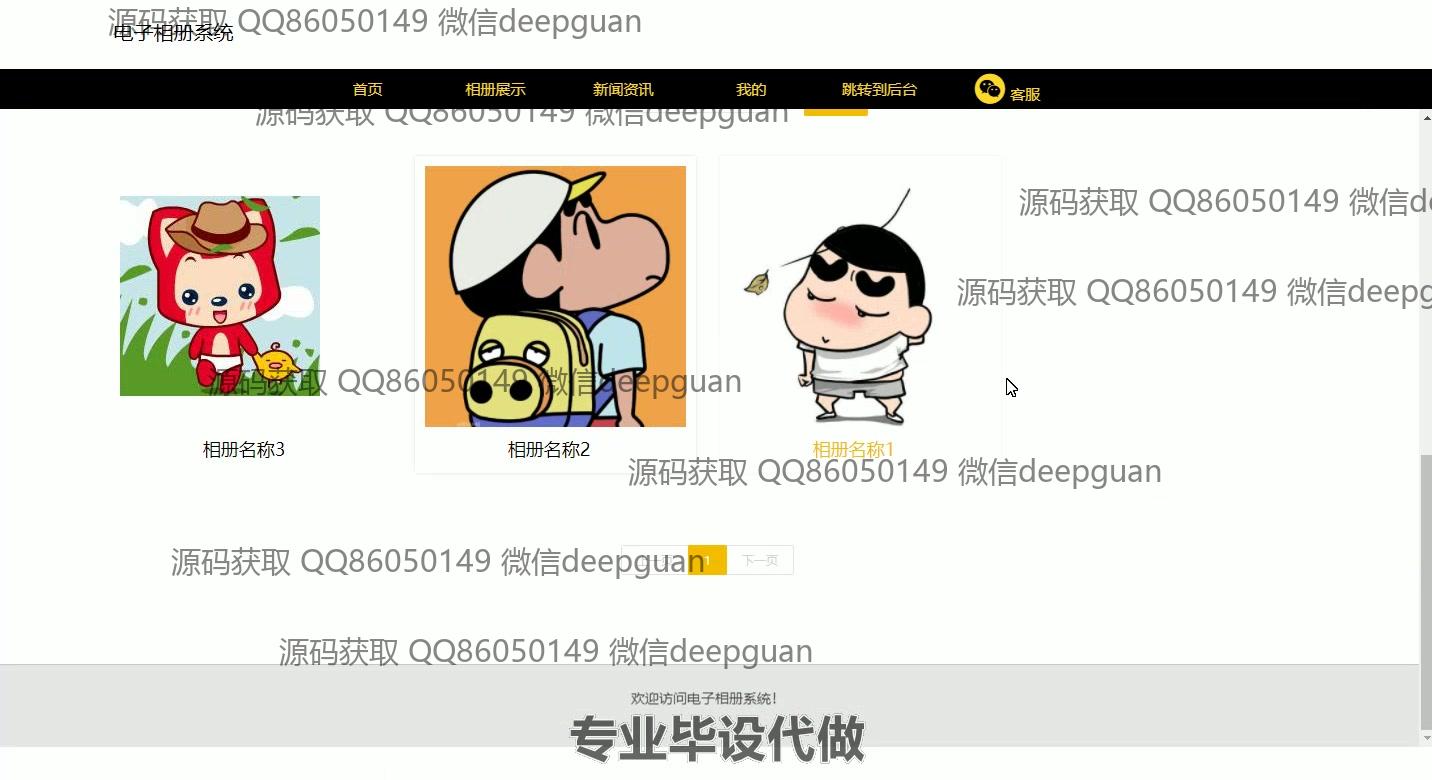 源码获取 QQ86050149 微信deepguan
电子相册系统
首页 相册展示 新闻资讯 我的 跳转到后台 客服
源码获取 QQ86050149 微信deepguan
源码获取 QQ86050149 微信de
源码获取 QQ86050149 微信deepg
源码获取 QQ86050149 微信deepguan
相册名称3 相册名称2 相册名称1
源码获取 QQ86050149 微信deepguan
源码获取 QQ86050149 微信deepguan
上一页 1 下一页
源码获取 QQ86050149 微信deepguan
欢迎访问电子相册系统!
专业毕设代做